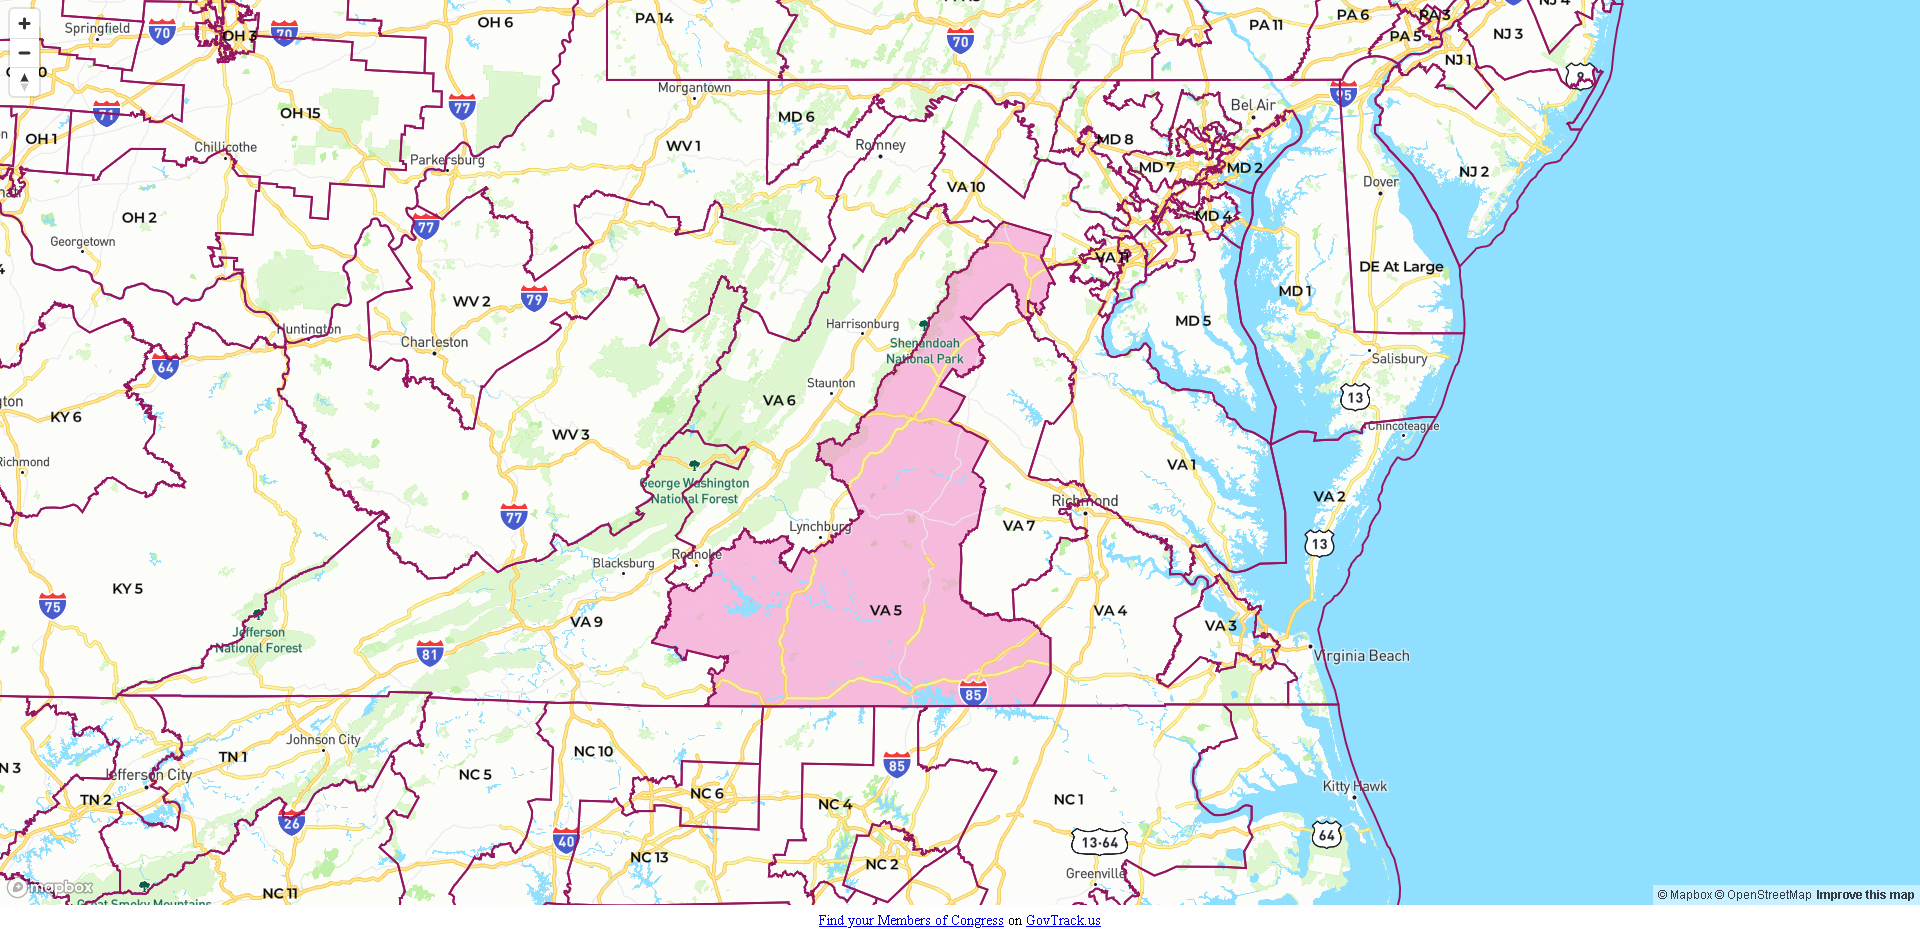 Springfield
70
OH 3
70
OH 6
PA 14
70
PA 11
PA 6
PA 3
PA 5
NJ 4
NJ 3
NJ 1
9
71
77
Morgantown
95
Bel Air
OH 1
OH 15
Chillicothe
Parkersburg
WV 1
MD 6
Romney
MD 8
MD 7
MD 2
NJ 2
Dover
VA 10
OH 2
77
MD 4
Georgetown
VA 11
DE At Large
MD 1
WV 2
79
Huntington
Charleston
Harrisonburg
Shenandoah
National Park
MD 5
Salisbury
64
Staunton
VA 6
13
KY 6
WV 3
Chincoteague
Richmond
George Washington
National Forest
VA 1
VA 2
77
Lynchburg
Richmond
VA 7
13
Roanoke
Blacksburg
KY 5
75
VA 5
VA 4
VA 9
VA 3
Jefferson
National Forest
81
Virginia Beach
85
Johnson City
TN 1
NC 10
NC 5
85
Jefferson City
TN 2
NC 6
NC 4
NC 1
Kitty Hawk
26
40
13-64
64
NC 13
NC 2
Greenville
NC 11
mapbox
Great Smoky Mountains
© Mapbox © OpenStreetMap Improve this map
Find your Members of Congress on GovTrack.us